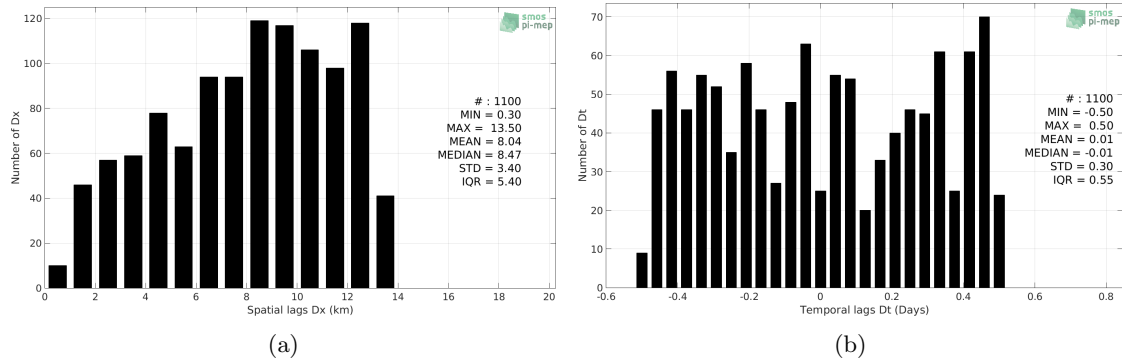 120
100
80
60
40
20
0
Number of Dx
0 2 4 6 8 10 12 14 16 18 20
Spatial lags Dx (km)
smos
pi-mep
# : 1100
MIN = 0.30
MAX = 13.50
MEAN = 8.04
MEDIAN = 8.47
STD = 3.40
IQR = 5.40
(a)
70
60
50
40
30
20
10
0
Number of Dt
-0.6 -0.4 -0.2 0 0.2 0.4 0.6 0.8
Temporal lags Dt (Days)
smos
pi-mep
# : 1100
MIN = -0.50
MAX = 0.50
MEAN = 0.01
MEDIAN = -0.01
STD = 0.30
IQR = 0.55
(b)